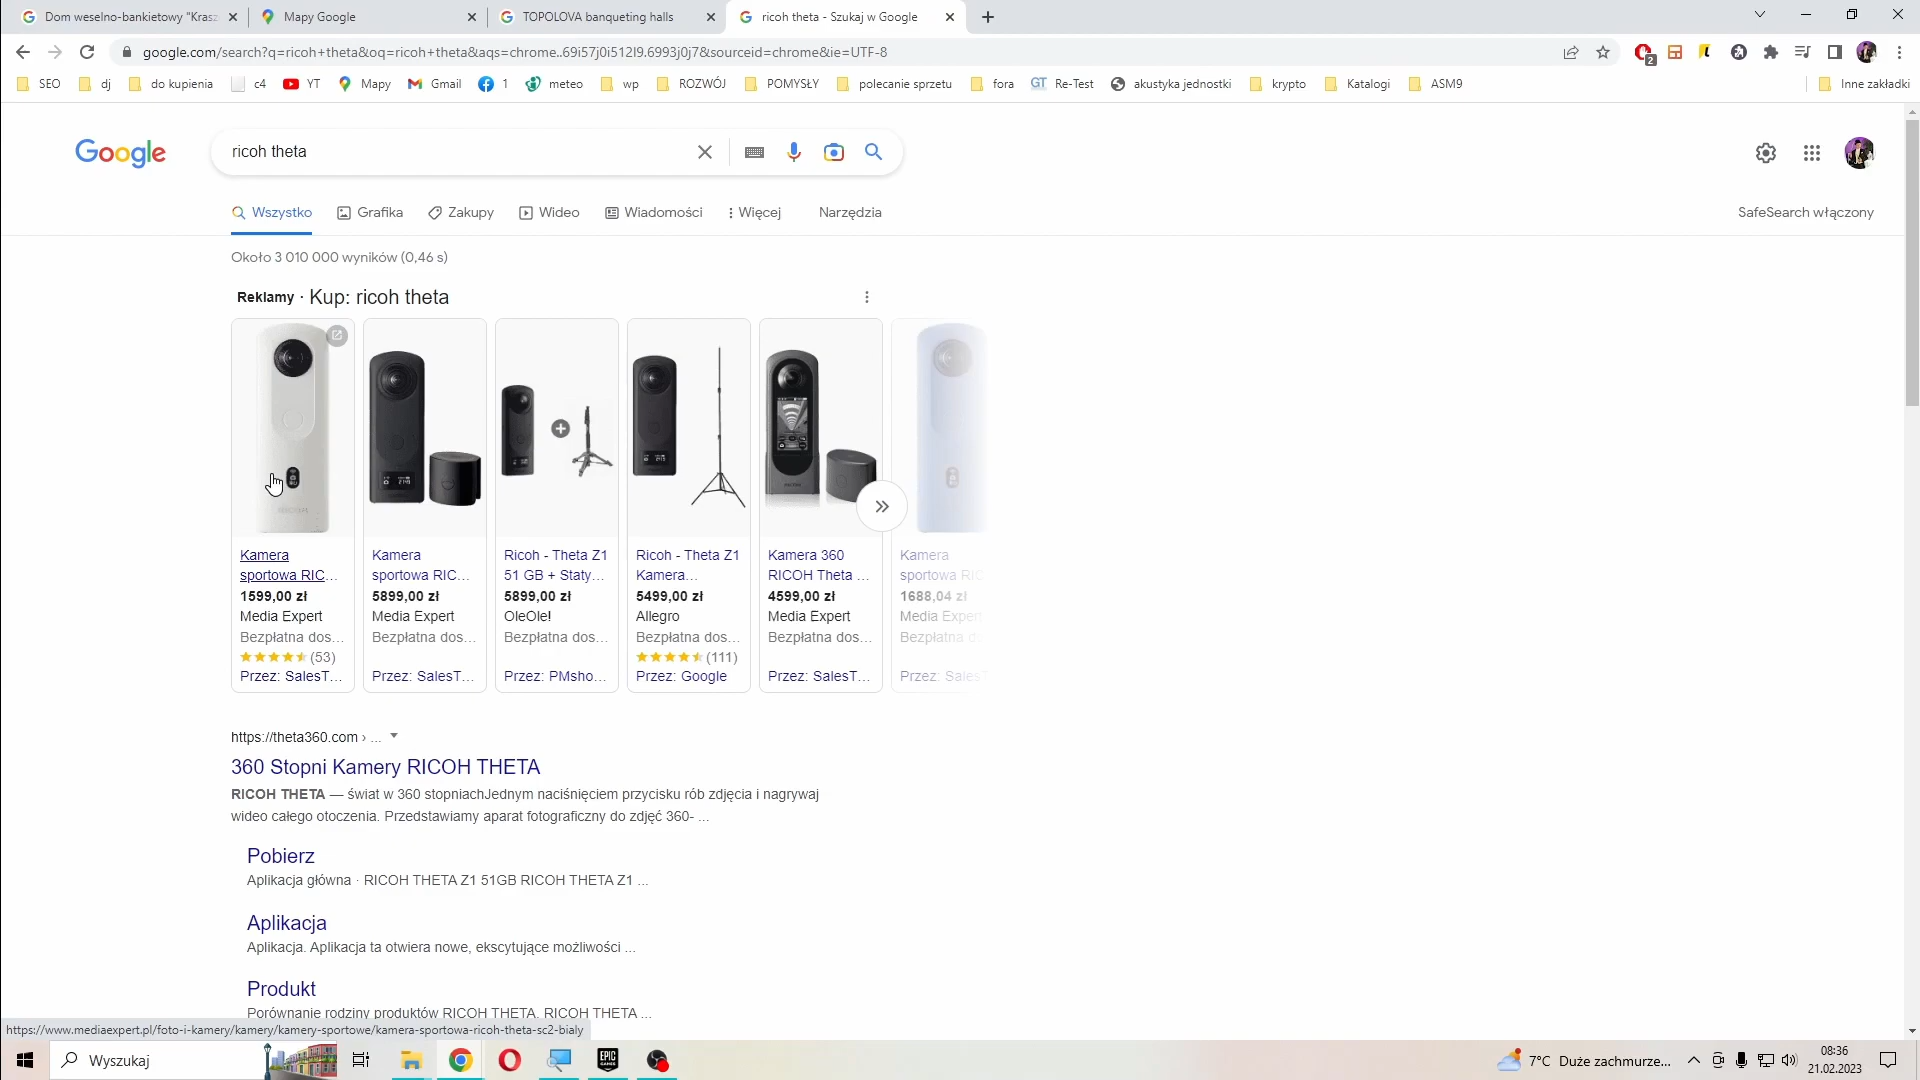 Dom weselno-bankietowy "Krasz
Mapy Google
TOPOLOVA banqueting halls
ricoh theta - Szukaj w Google
google.com/search?q=ricoh+theta&oq=ricoh+theta&aqs=chrome..69i57j0i512l9.6993j0j7&sourceid=chrome&ie=UTF-8
2
SEO
dj
do kupienia
c4
YT
Mapy
Gmail
1
meteo
wp
ROZWÓJ
POMYSŁY
polecanie sprzetu
fora
GT Re-Test
akustyka jednostki
krypto
Katalogi
ASM9
Inne zakładki
Google
ricoh theta
Wszystko
Grafika
Zakupy
Wideo
Wiadomości
Więcej
Narzędzia
SafeSearch włączony
Około 3 010 000 wyników (0,46 s)
Reklamy · Kup: ricoh theta
Kamera
sportowa RIC...
1599,00 zł
Media Expert
Bezpłatna dos...
(53)
Przez: SalesT...
Kamera
sportowa RIC...
5899,00 zł
Media Expert
Bezpłatna dos...
Przez: SalesT...
Ricoh - Theta Z1
51 GB + Staty...
5899,00 zł
OleOle!
Bezpłatna dos...
Przez: PMsho...
Ricoh - Theta Z1
Kamera...
5499,00 zł
Allegro
Bezpłatna dos...
(111)
Przez: Google
Kamera 360
RICOH Theta ...
4599,00 zł
Media Expert
Bezpłatna dos...
Przez: SalesT...
Kamera
sportowa RIC
1688,04 zł
Media Expert
Bezpłatna d
Przez: SalesT
https://theta360.com › ...
360 Stopni Kamery RICOH THETA
RICOH THETA — świat w 360 stopniachJednym naciśnięciem przycisku rób zdjęcia i nagrywaj
wideo całego otoczenia. Przedstawiamy aparat fotograficzny do zdjęć 360- ...
Pobierz
Aplikacja główna · RICOH THETA Z1 51GB RICOH THETA Z1 ...
Aplikacja
Aplikacja. Aplikacja ta otwiera nowe, ekscytujące możliwości ...
Produkt
Porównanie rodziny produktów RICOH THETA. RICOH THETA ...
https://www.mediaexpert.pl/foto-i-kamery/kamery/kamery-sportowe/kamera-sportowa-ricoh-theta-sc2-bialy
Wyszukaj
EPIC
GAMES
7°C Duże zachmurze...
08:36
21.02.2023